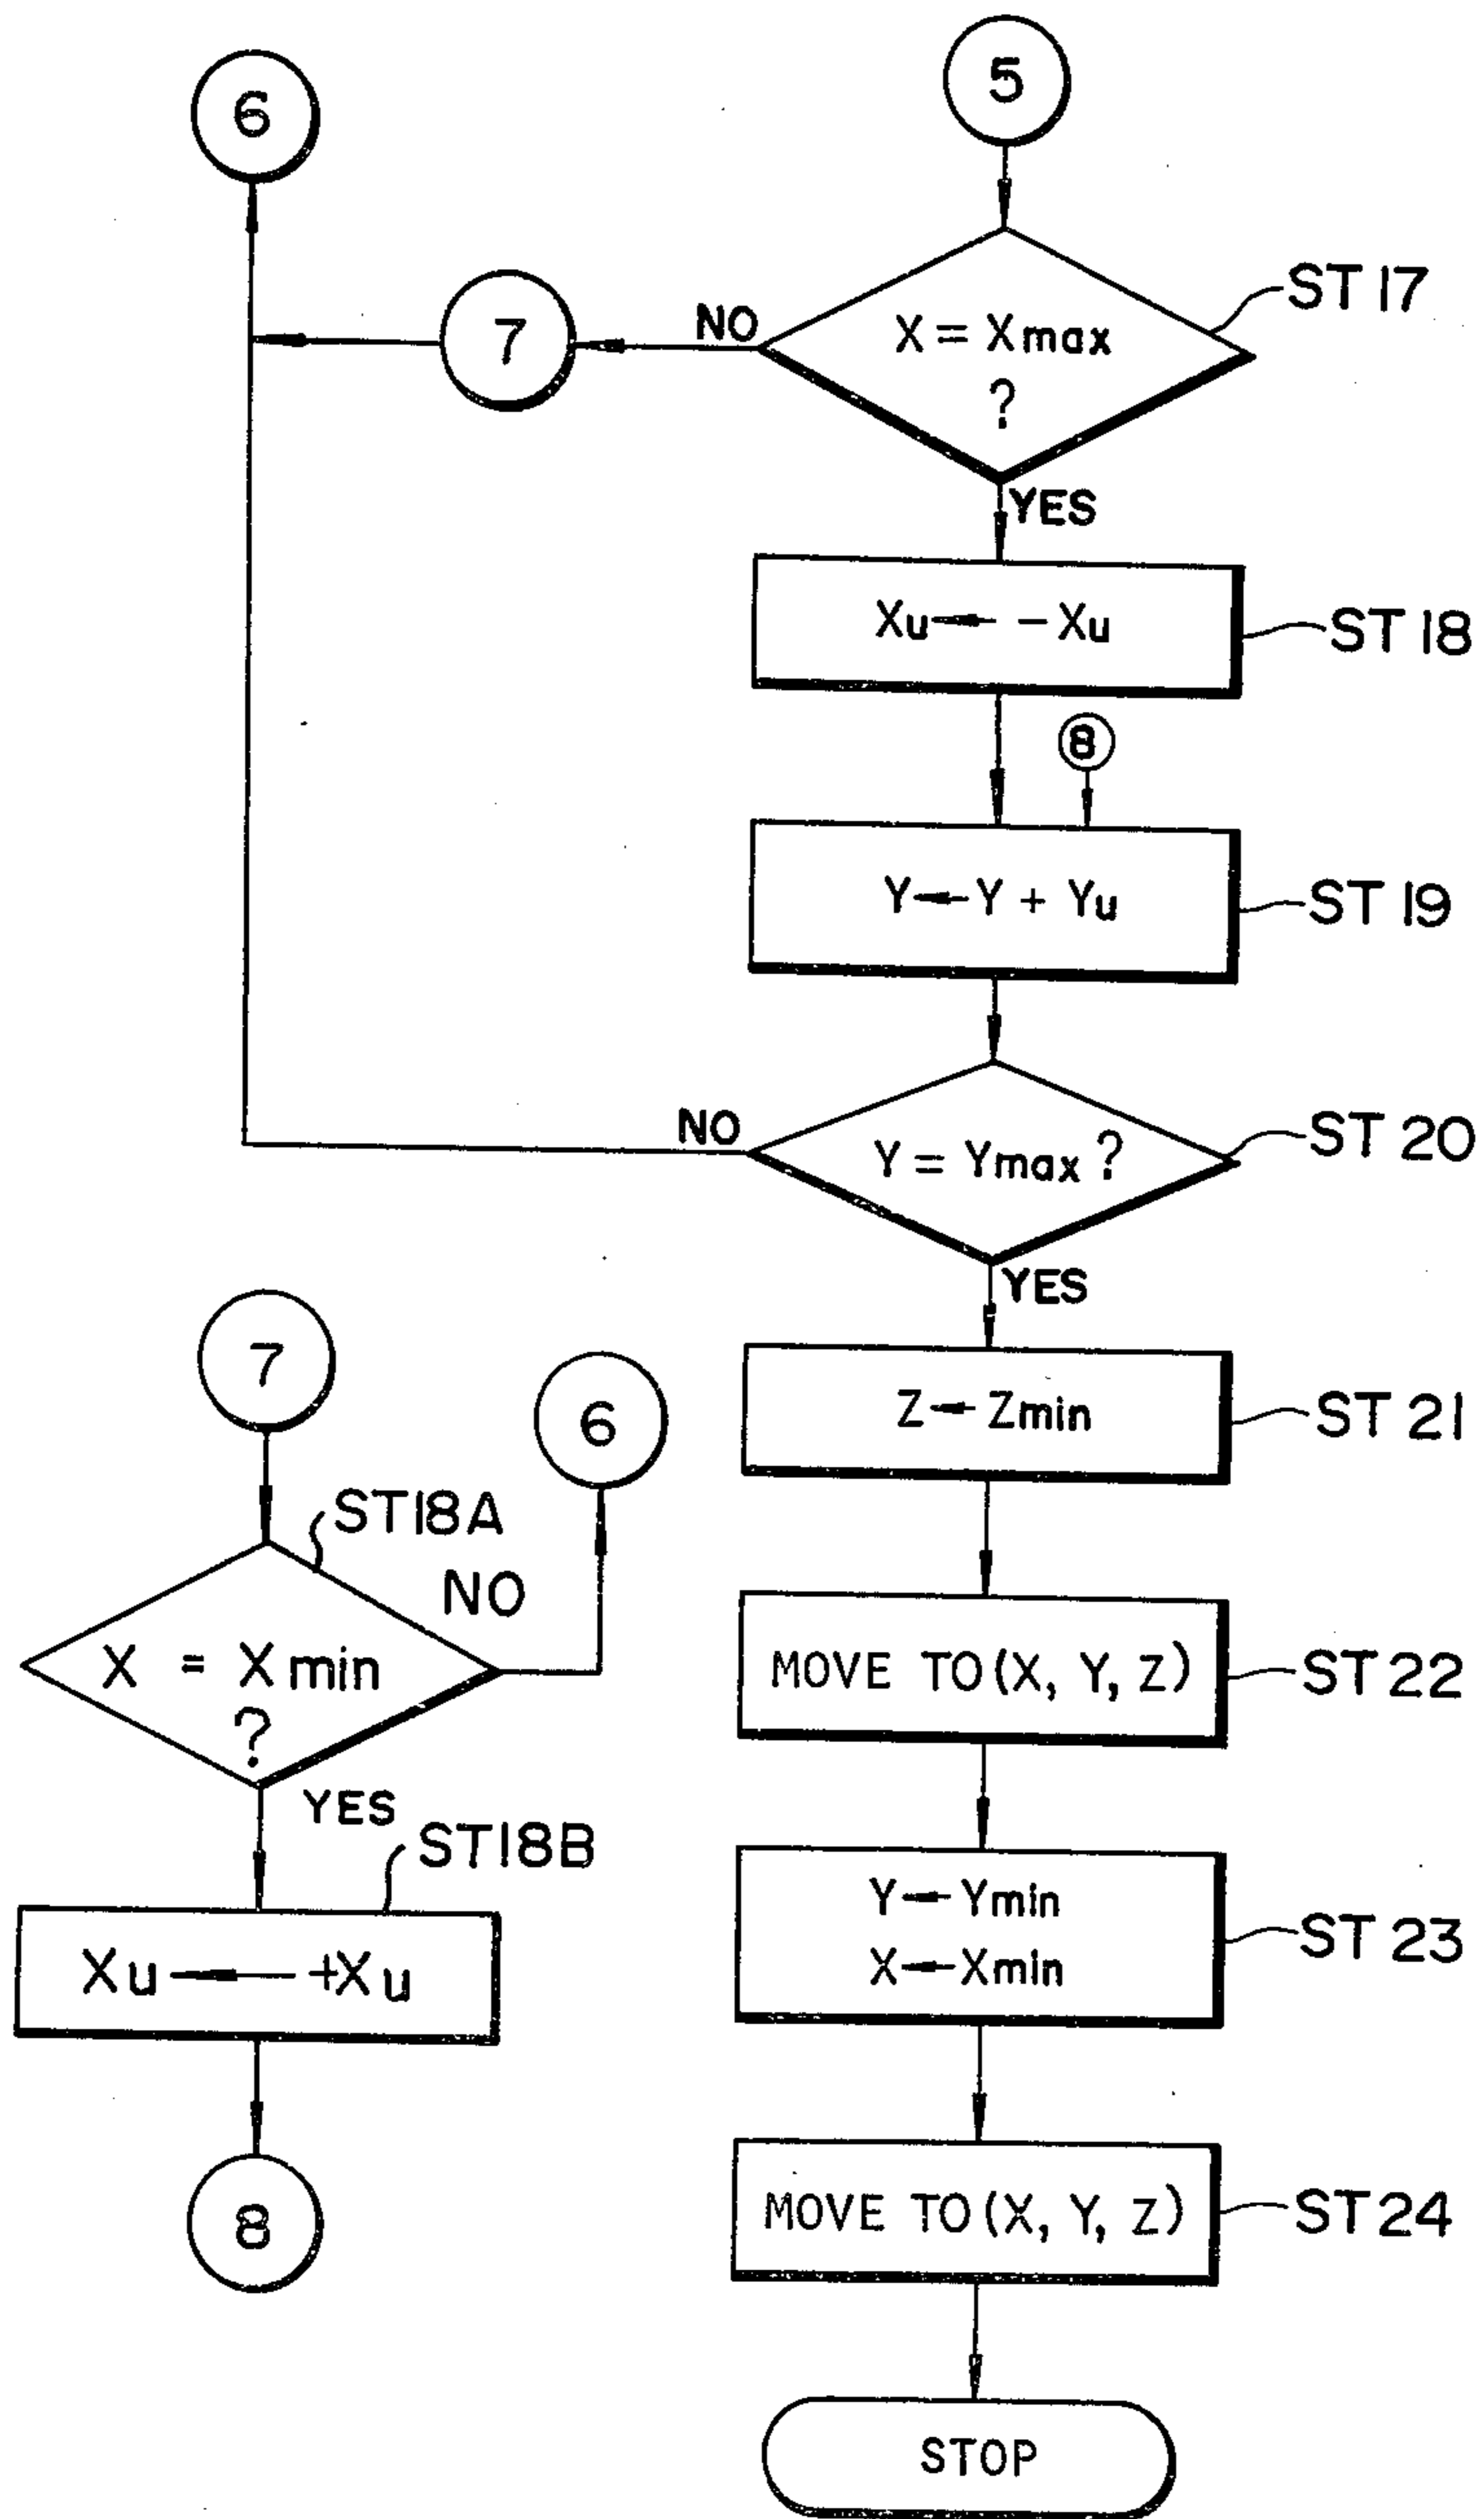 6
5
ST 17
7
NO
X = Xmax
?
YES
Xu ← - Xu
ST 18
8
Y ← Y + Yu
ST 19
NO
Y = Ymax ?
ST 20
YES
Z ← Zmin
ST 21
MOVE TO (X, Y, Z)
ST 22
Y ← Ymin
X ← Xmin
ST 23
MOVE TO (X, Y, Z)
ST 24
STOP
7
6
ST18A
NO
X = Xmin
?
YES
ST18B
Xu ← +Xu
8